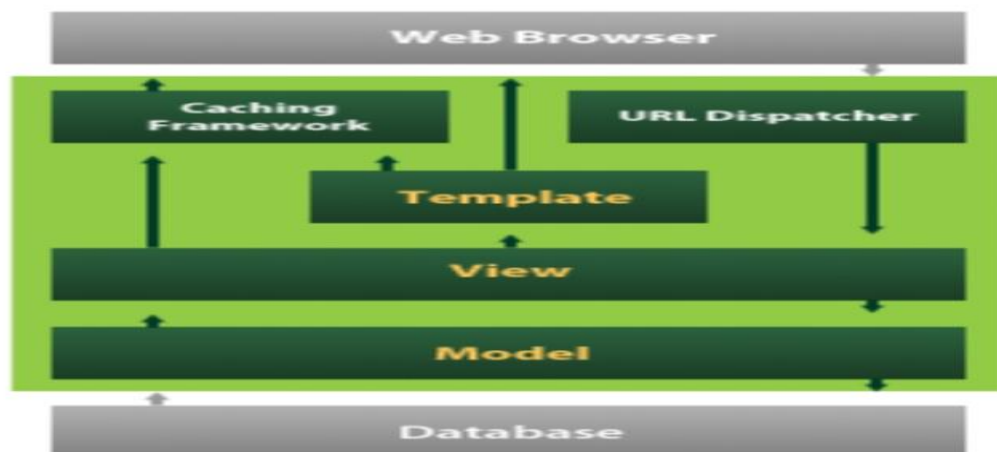 Web Browser
Caching
Framework
URL Dispatcher
Template
View
Model
Database